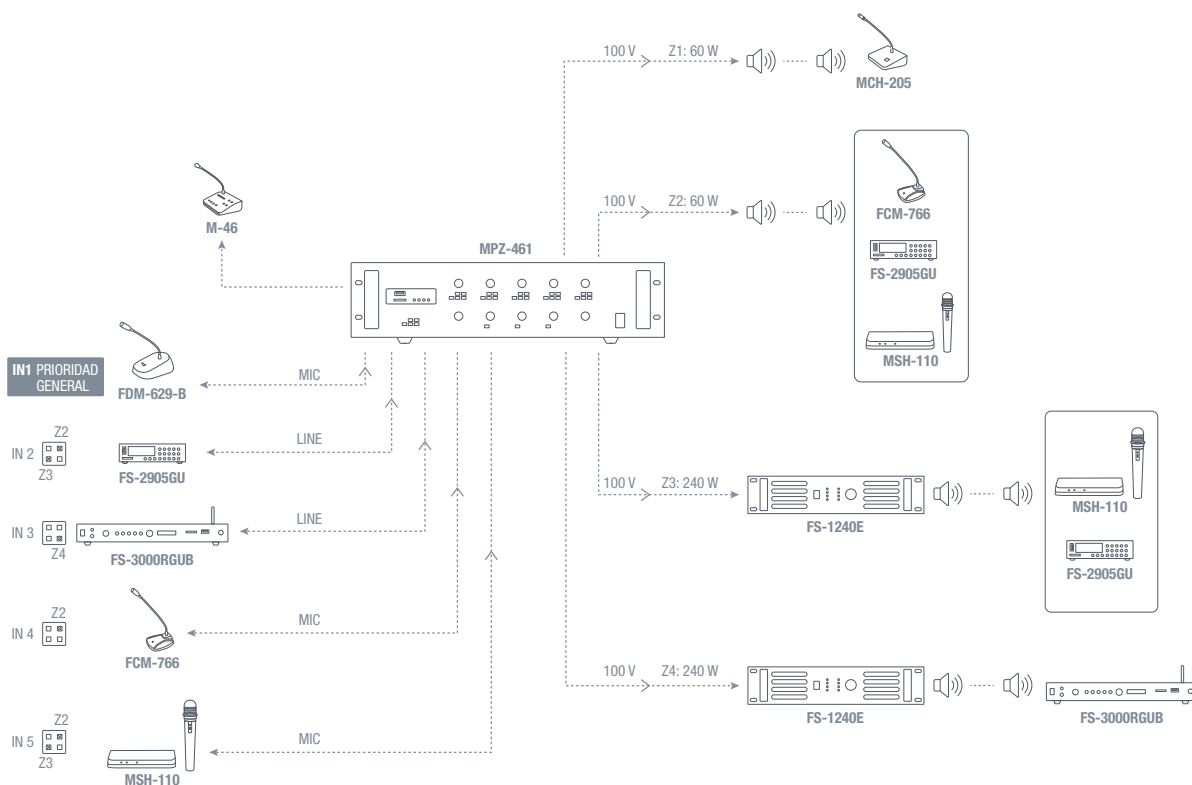 100 V Z1: 60 W
MCH-205
M-46
100 V Z2: 60 W
FCM-766
FS-2905GU
MSH-110
MPZ-461
IN1 PRIORIDAD
GENERAL
FDM-629-B
MIC
IN 2
Z2
Z3
FS-2905GU
LINE
IN 3
Z4
FS-3000RGUB
LINE
IN 4
Z2
FCM-766
MIC
IN 5
Z2
Z3
MSH-110
MIC
100 V Z3: 240 W
FS-1240E
MSH-110
FS-2905GU
100 V Z4: 240 W
FS-1240E
FS-3000RGUB